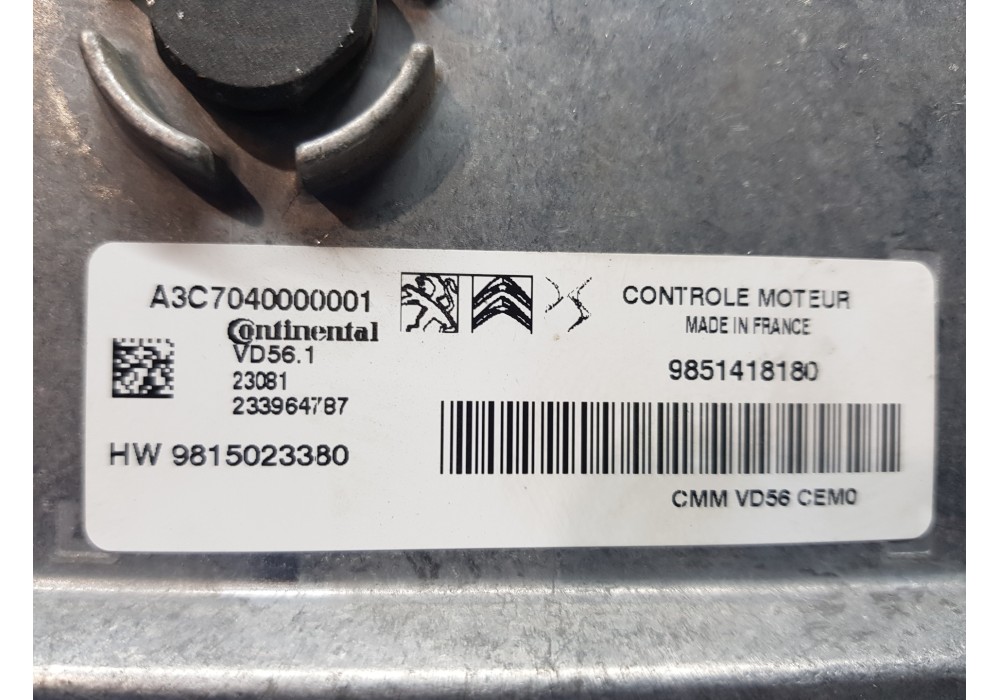 A3C7040000001
Continental
VD56.1
23081
233964787
HW 9815023380
CONTROLE MOTEUR
MADE IN FRANCE
9851418180
CMM VD56 CEM0